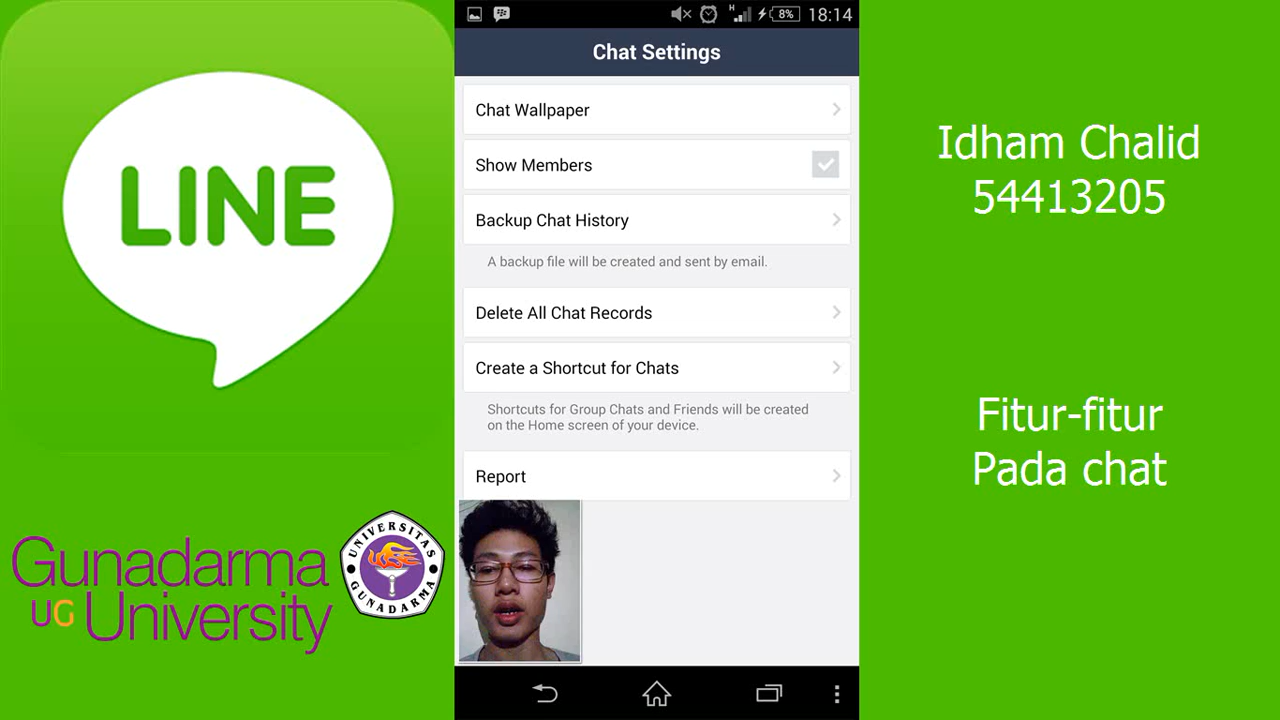 LINE
Gunadarma
UG University
UNIVERSITAS
GUNADARMA
8%
18:14
Chat Settings
Chat Wallpaper
Show Members
Backup Chat History
A backup file will be created and sent by email.
Delete All Chat Records
Create a Shortcut for Chats
Shortcuts for Group Chats and Friends will be created
on the Home screen of your device.
Report
Idham Chalid
54413205
Fitur-fitur
Pada chat